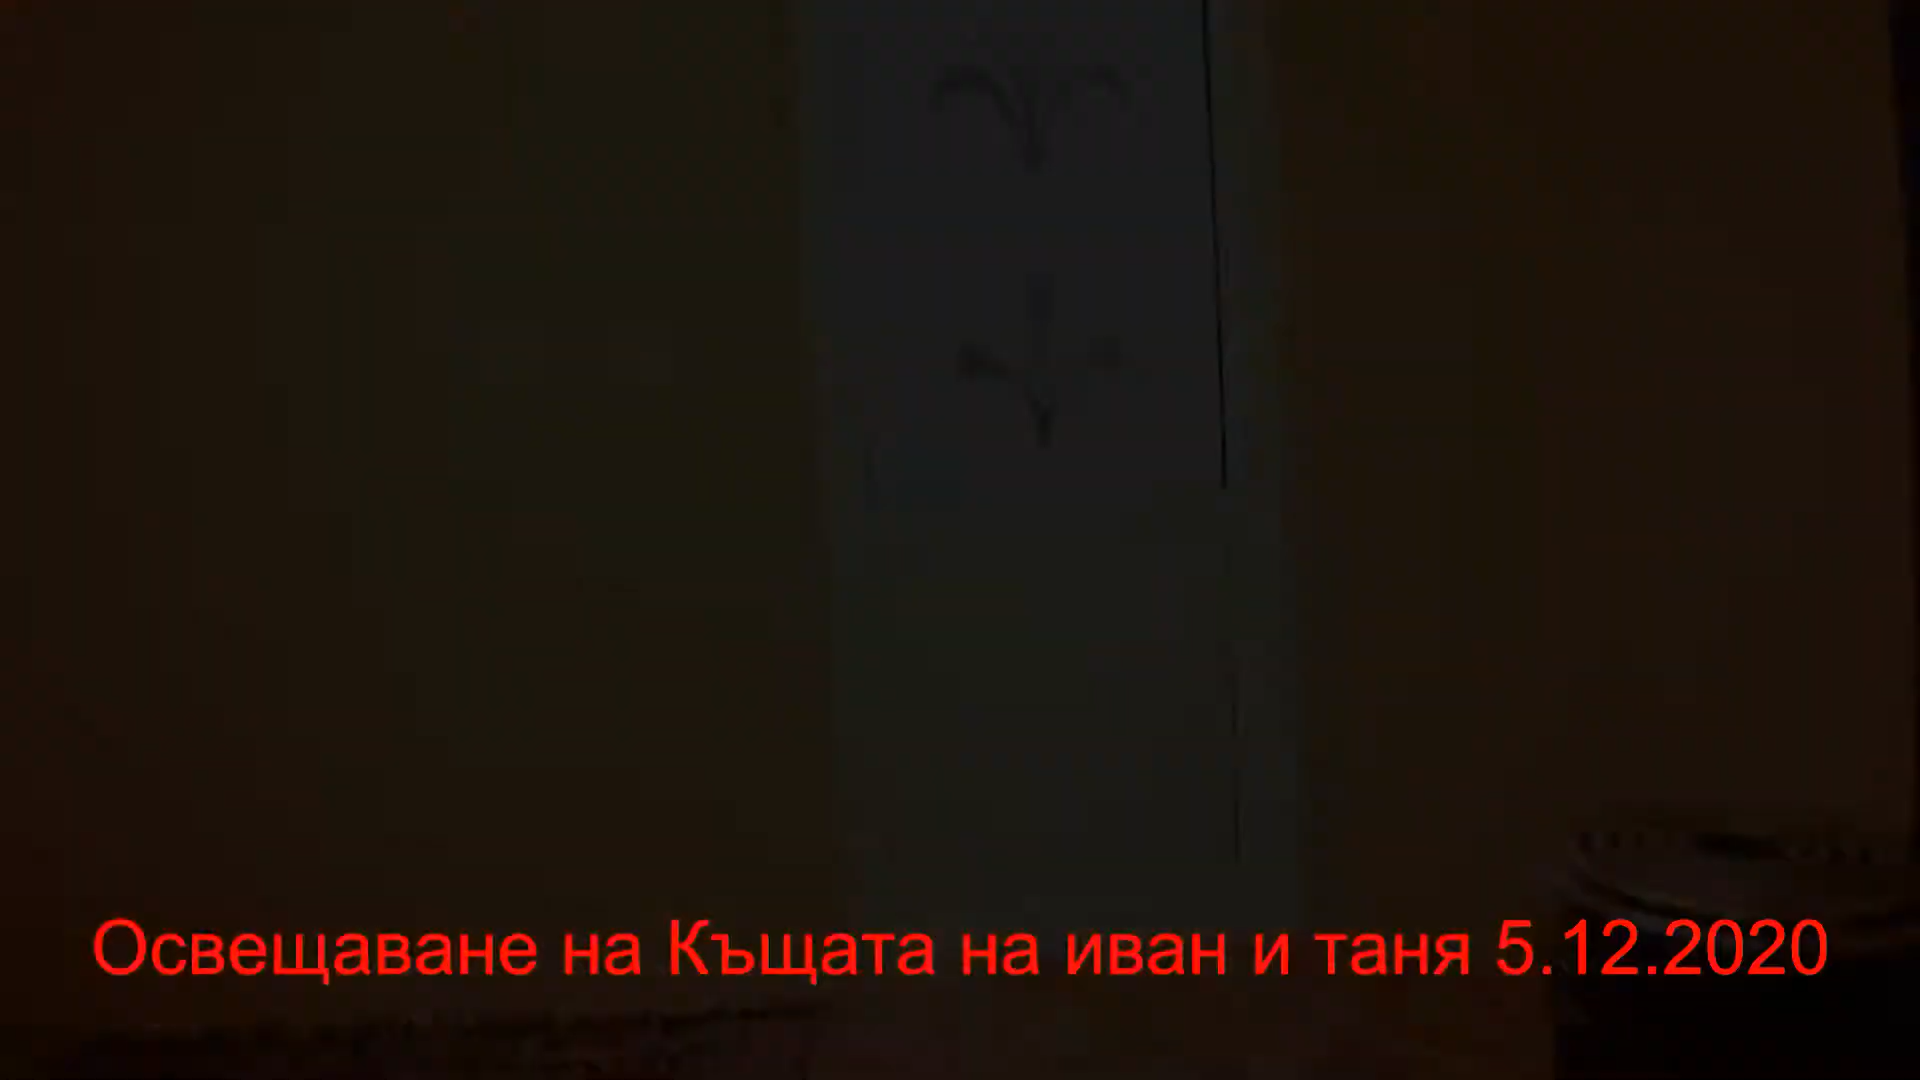 Освещаване на Къщата на иван и таня 5.12.2020